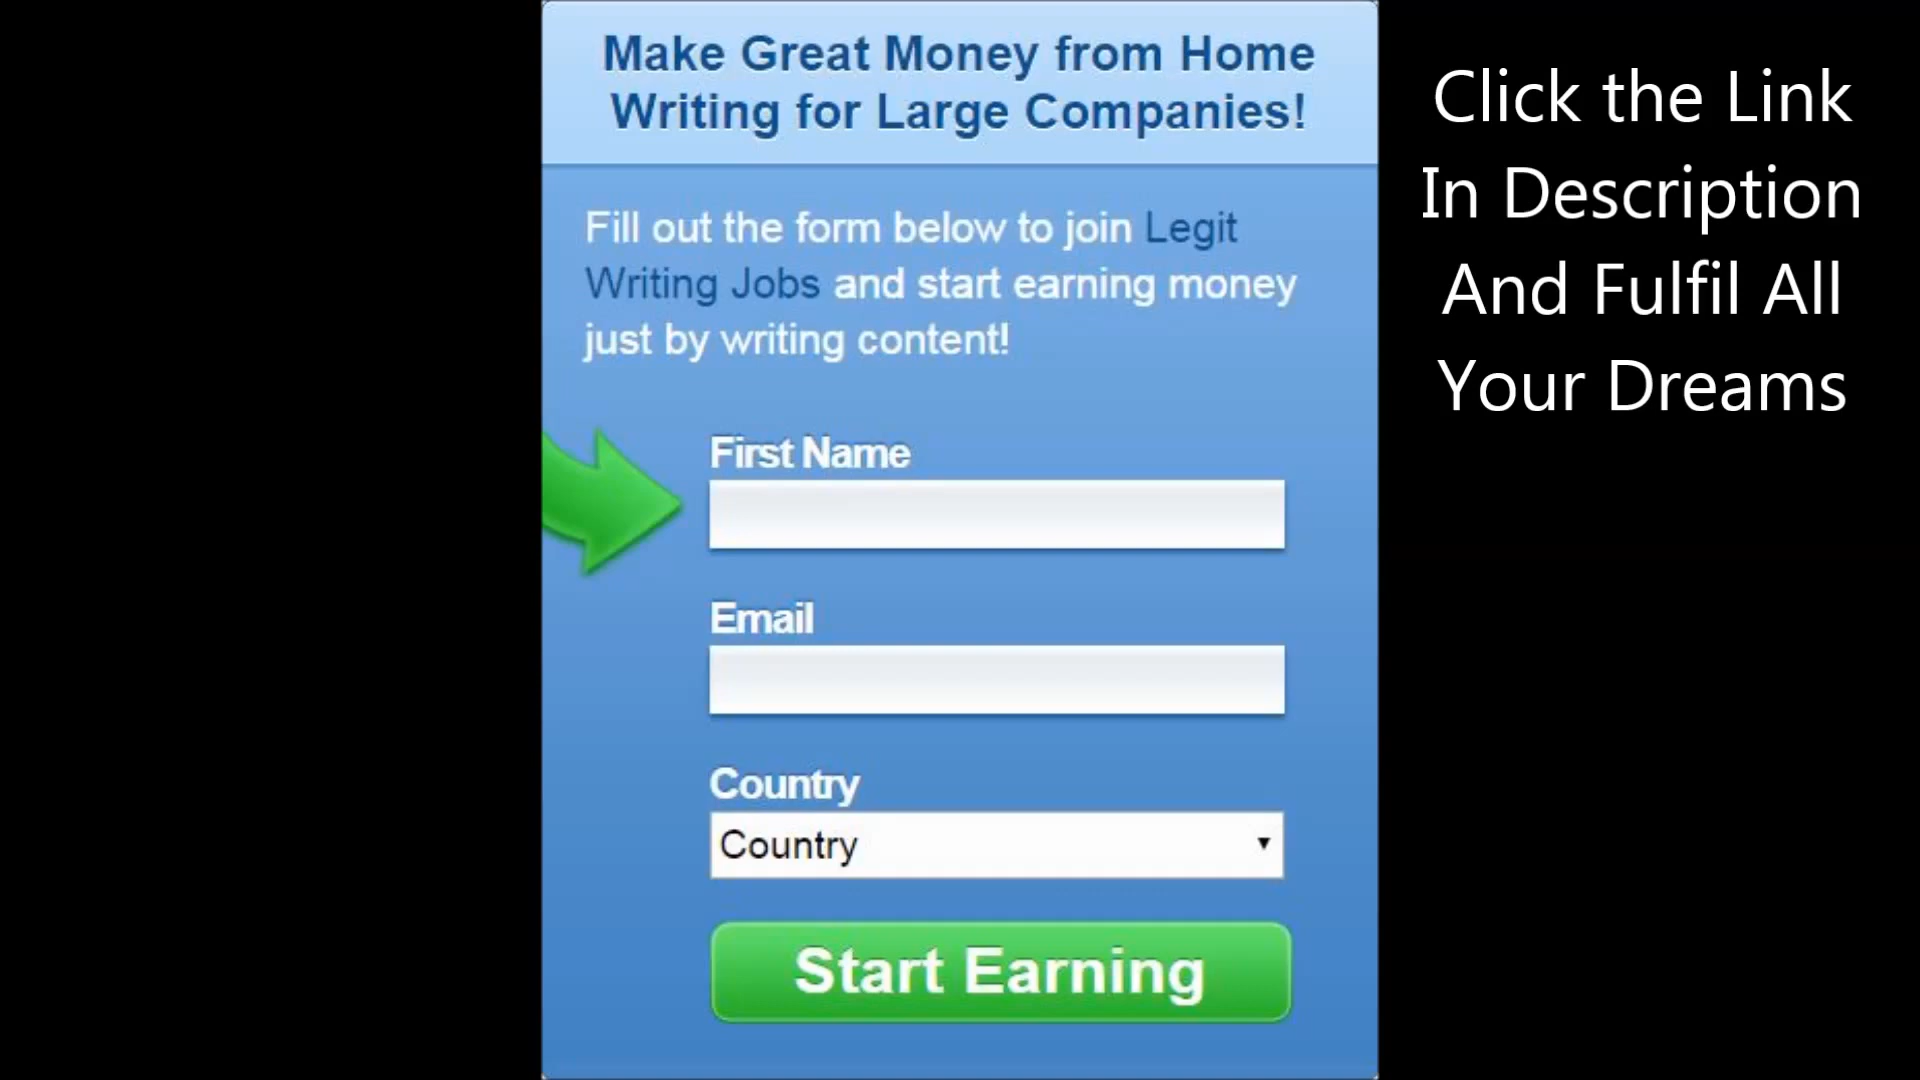 Make Great Money from Home
Writing for Large Companies!
Fill out the form below to join Legit
Writing Jobs and start earning money
just by writing content!
First Name
Email
Country
Country
Start Earning
Click the Link
In Description
And Fulfil All
Your Dreams